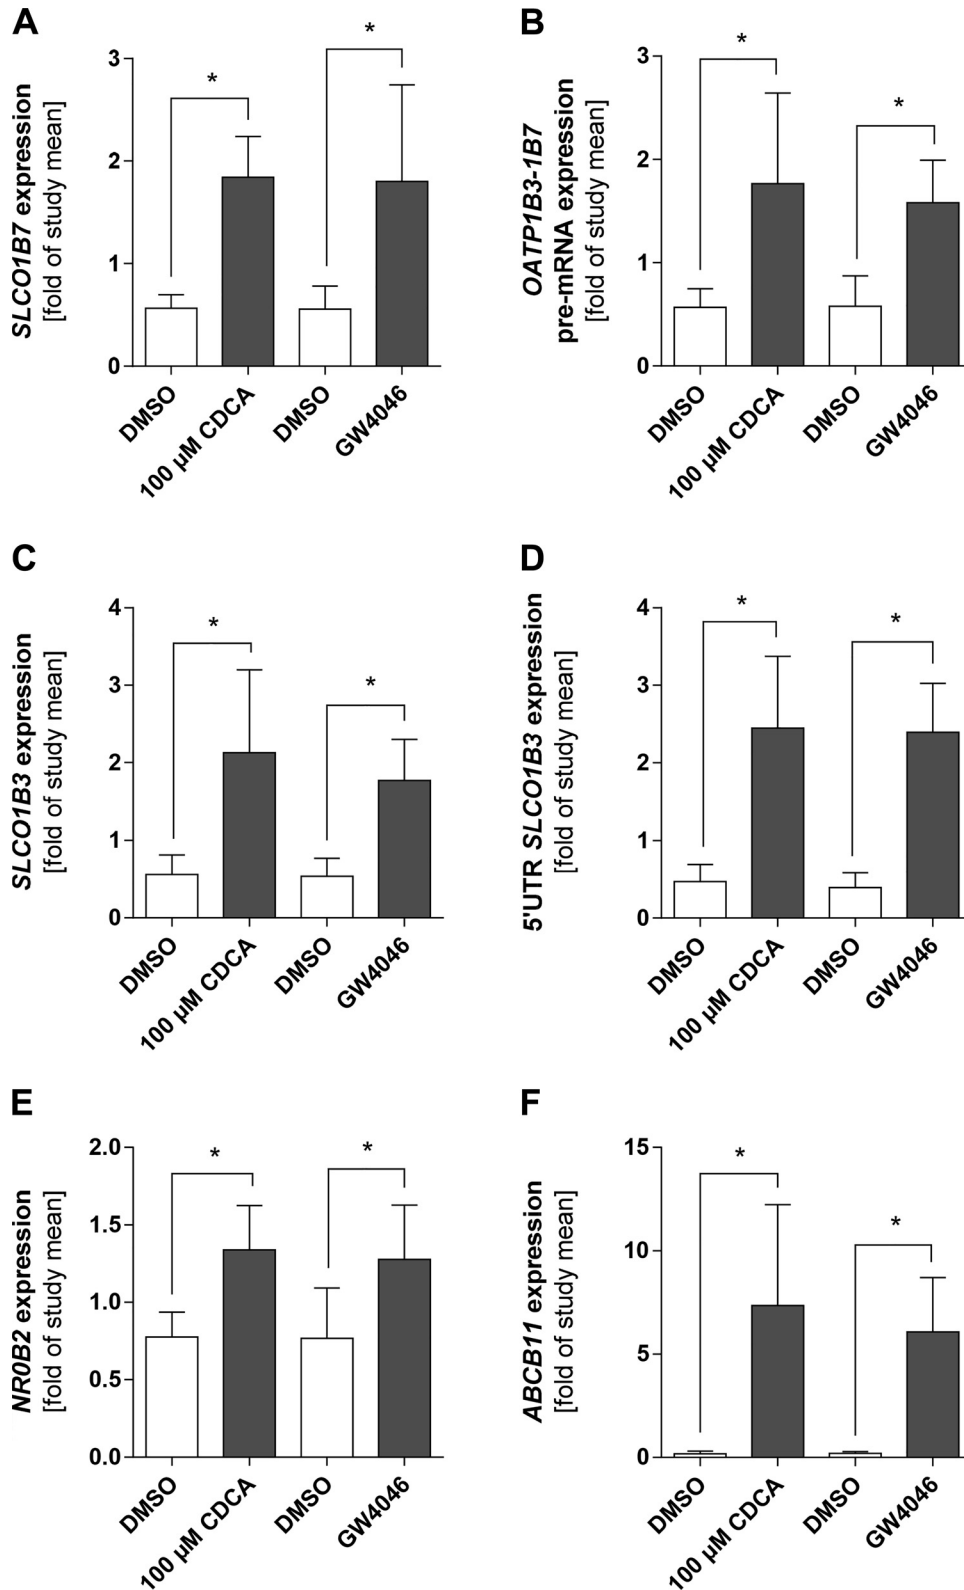 A
SLCO1B7 expression
[fold of study mean]
3
2
1
0
*
*
DMSO
100 µM CDCA
DMSO
GW4046
B
OATP1B3-1B7
pre-mRNA expression
[fold of study mean]
3
2
1
0
*
*
DMSO
100 µM CDCA
DMSO
GW4046
C
SLCO1B3 expression
[fold of study mean]
4
3
2
1
0
*
*
DMSO
100 µM CDCA
DMSO
GW4046
D
5'UTR SLCO1B3 expression
[fold of study mean]
4
3
2
1
0
*
*
DMSO
100 µM CDCA
DMSO
GW4046
E
NR0B2 expression
[fold of study mean]
2.0
1.5
1.0
0.5
0.0
*
*
DMSO
100 µM CDCA
DMSO
GW4046
F
ABCB11 expression
[fold of study mean]
15
10
5
0
*
*
DMSO
100 µM CDCA
DMSO
GW4046